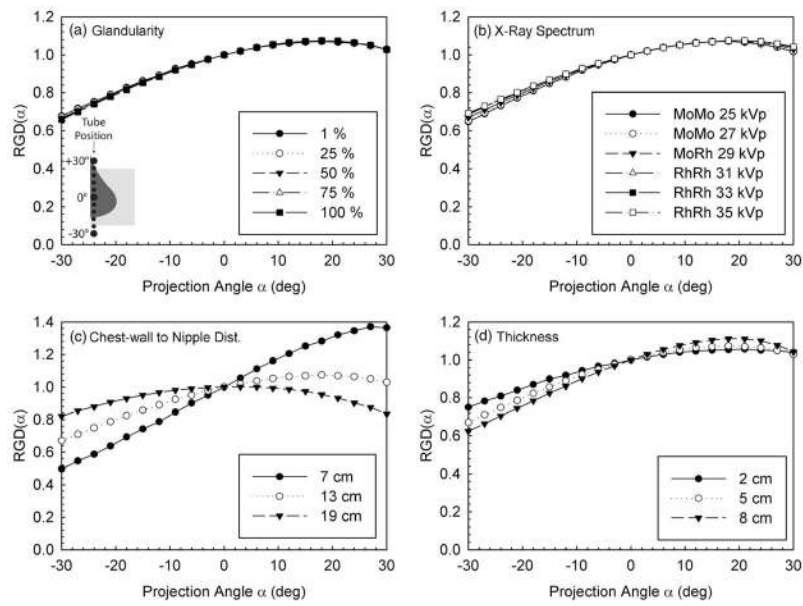 (a) Glandularity
RGD(α)
1.2
1.0
0.8
0.6
0.4
0.2
0.0
Tube
Position
+30°
0°
-30°
1 %
25 %
50 %
75 %
100 %
-30 -20 -10 0 10 20 30
Projection Angle α (deg)
(b) X-Ray Spectrum
RGD(α)
1.2
1.0
0.8
0.6
0.4
0.2
0.0
MoMo 25 kVp
MoMo 27 kVp
MoRh 29 kVp
RhRh 31 kVp
RhRh 33 kVp
RhRh 35 kVp
-30 -20 -10 0 10 20 30
Projection Angle α (deg)
(c) Chest-wall to Nipple Dist.
RGD(α)
1.4
1.2
1.0
0.8
0.6
0.4
0.2
0.0
7 cm
13 cm
19 cm
-30 -20 -10 0 10 20 30
Projection Angle α (deg)
(d) Thickness
RGD(α)
1.2
1.0
0.8
0.6
0.4
0.2
0.0
2 cm
5 cm
8 cm
-30 -20 -10 0 10 20 30
Projection Angle α (deg)